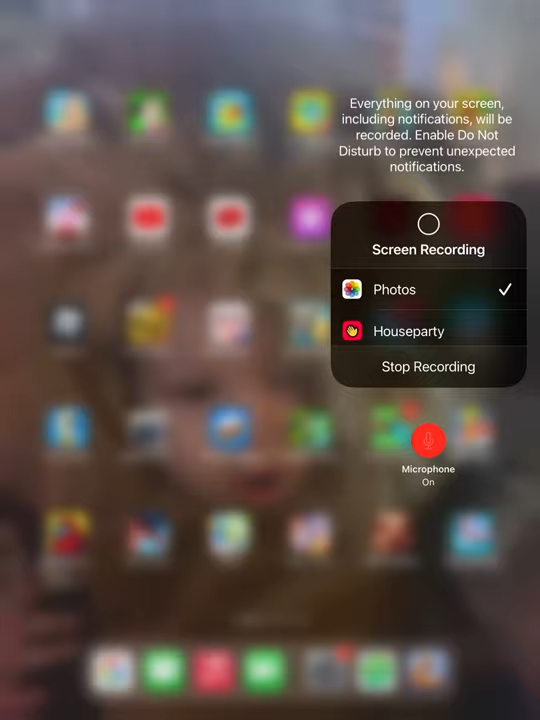 Everything on your screen,
including notifications, will be
recorded. Enable Do Not
Disturb to prevent unexpected
notifications.
Screen Recording
Photos
Houseparty
Stop Recording
Microphone
On